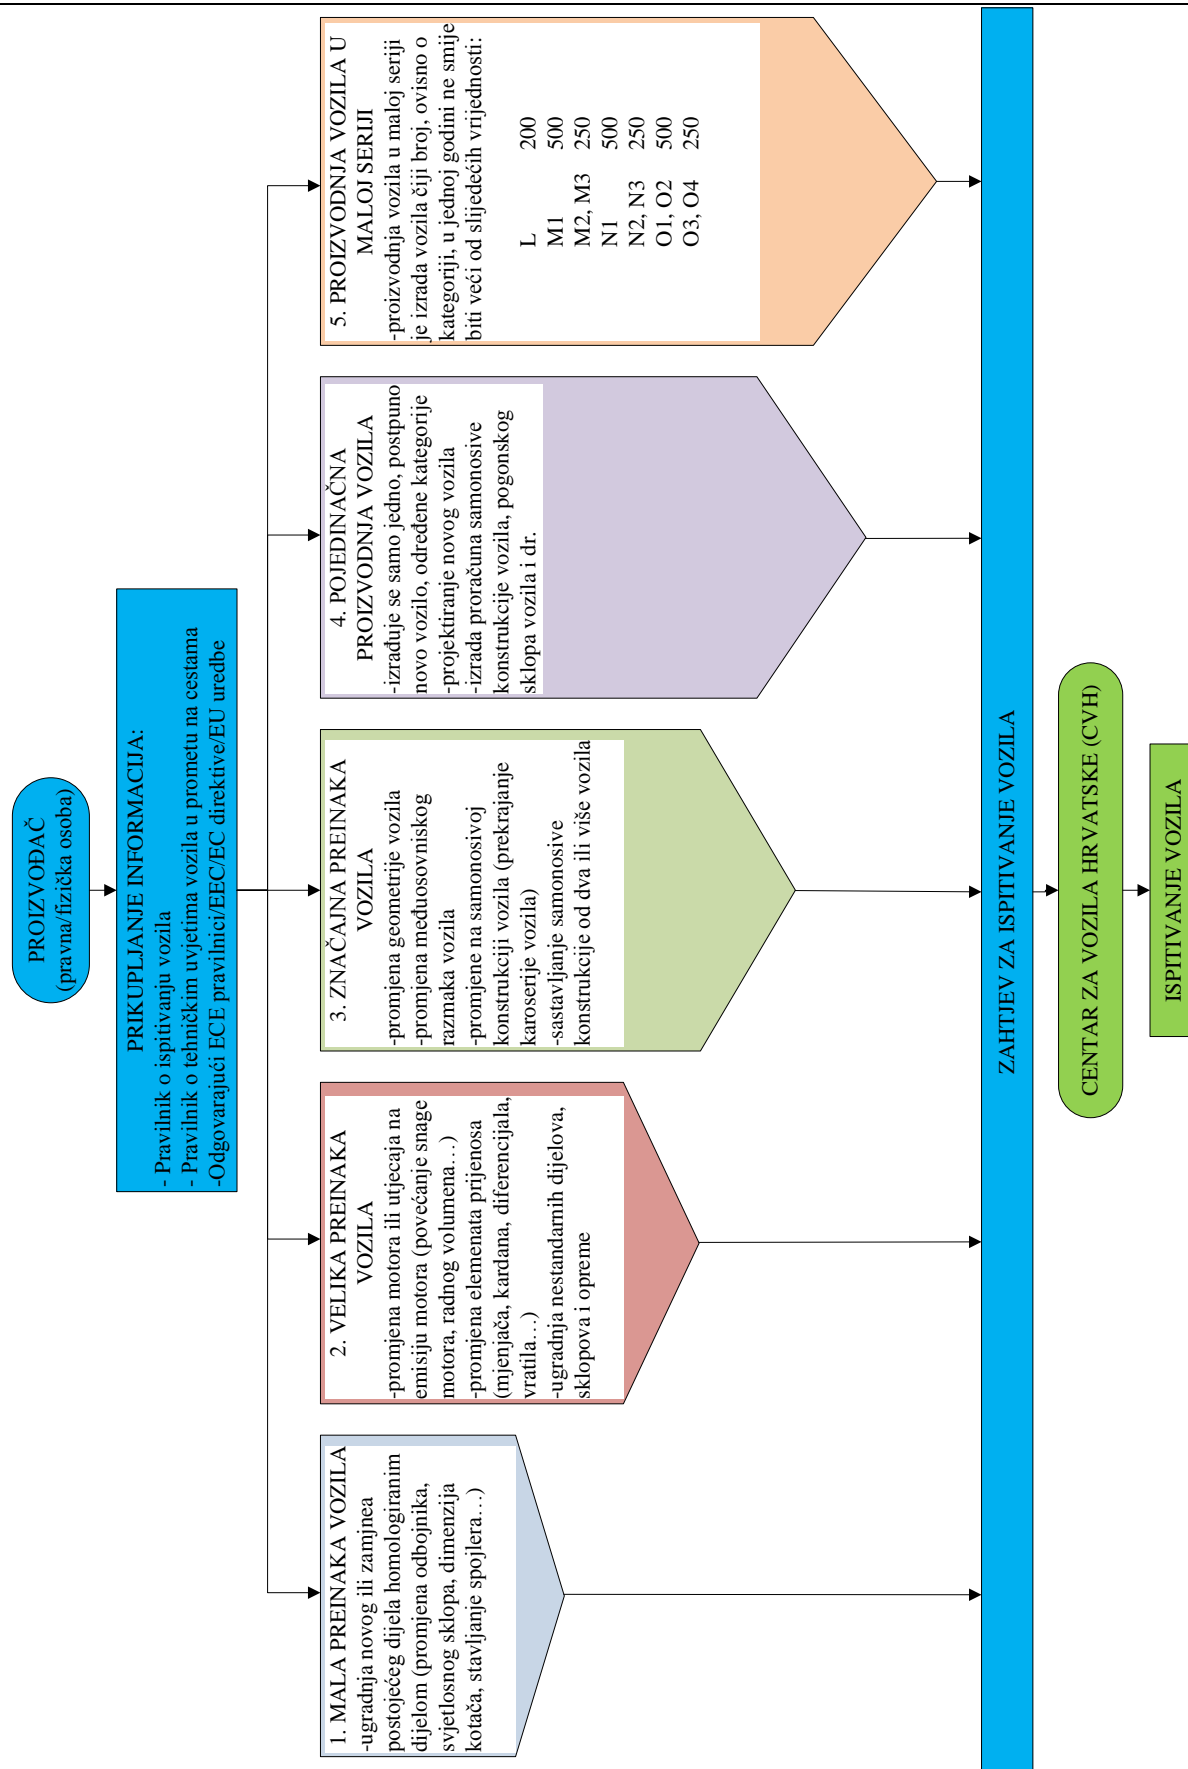 PROIZVOĐAČ
(pravna/fizička osoba)
PRIKUPLJANJE INFORMACIJA:
- Pravilnik o ispitivanju vozila
- Pravilnik o tehničkim uvjetima vozila u prometu na cestama
-Odgovarajući ECE pravilnici/EEC/EC direktive/EU uredbe
1. MALA PREINAKA VOZILA
-ugradnja novog ili zamjnea
postojećeg dijela homologiranim
dijelom (promjena odbojnika,
svjetlosnog sklopa, dimenzija
kotača, stavljanje spojlera…)
2. VELIKA PREINAKA
VOZILA
-promjena motora ili utjecaja na
emisiju motora (povećanje snage
motora, radnog volumena…)
-promjena elemenata prijenosa
(mjenjača, kardana, diferencijala,
vratila…)
-ugradnja nestandarnih dijelova,
sklopova i opreme
3. ZNAČAJNA PREINAKA
VOZILA
-promjena geometrije vozila
-promjena međuosovniskog
razmaka vozila
-promjene na samonosivoj
konstrukciji vozila (prekrajanje
karoserije vozila)
-sastavljanje samonosive
konstrukcije od dva ili više vozila
4. POJEDINAČNA
PROIZVODNJA VOZILA
-izrađuje se samo jedno, postpuno
novo vozilo, određene kategorije
-projektiranje novog vozila
-izrada proračuna samonosive
konstrukcije vozila, pogonskog
sklopa vozila i dr.
5. PROIZVODNJA VOZILA U
MALOJ SERIJI
-proizvodnja vozila u maloj seriji
je izrada vozila čiji broj, ovisno o
kategoriji, u jednoj godini ne smije
biti veći od slijedećih vrijednosti:
L 200
M1 500
M2, M3 250
N1 500
N2, N3 250
O1, O2 500
O3, O4 250
ZAHTJEV ZA ISPITIVANJE VOZILA
CENTAR ZA VOZILA HRVATSKE (CVH)
ISPITIVANJE VOZILA